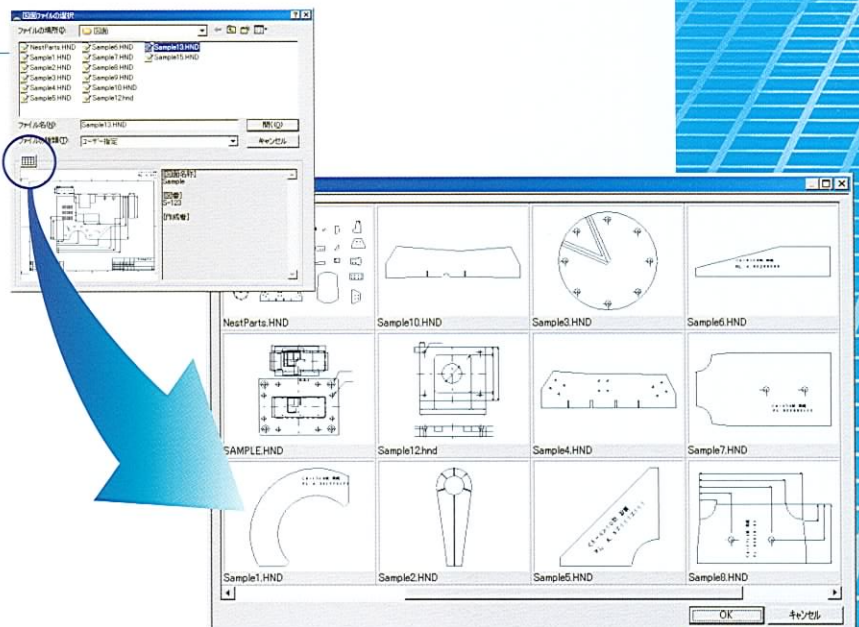 図面ファイルの選択
ファイルの場所(I):
図面
NestParts.HND
Sample1.HND
Sample2.HND
Sample3.HND
Sample4.HND
Sample5.HND
Sample6.HND
Sample7.HND
Sample8.HND
Sample9.HND
Sample10.HND
Sample12.hnd
Sample13.HND
Sample15.HND
ファイル名(N):
Sample13.HND
開く(O)
ファイルの種類(T):
ユーザー指定
キャンセル
[図面名称]
Sample
[図番]
S-123
[作成者]
NestParts.HND
Sample10.HND
Sample3.HND
Sample6.HND
SAMPLE.HND
Sample12.hnd
Sample4.HND
Sample7.HND
Sample1.HND
Sample2.HND
Sample5.HND
Sample8.HND
OK
キャンセル